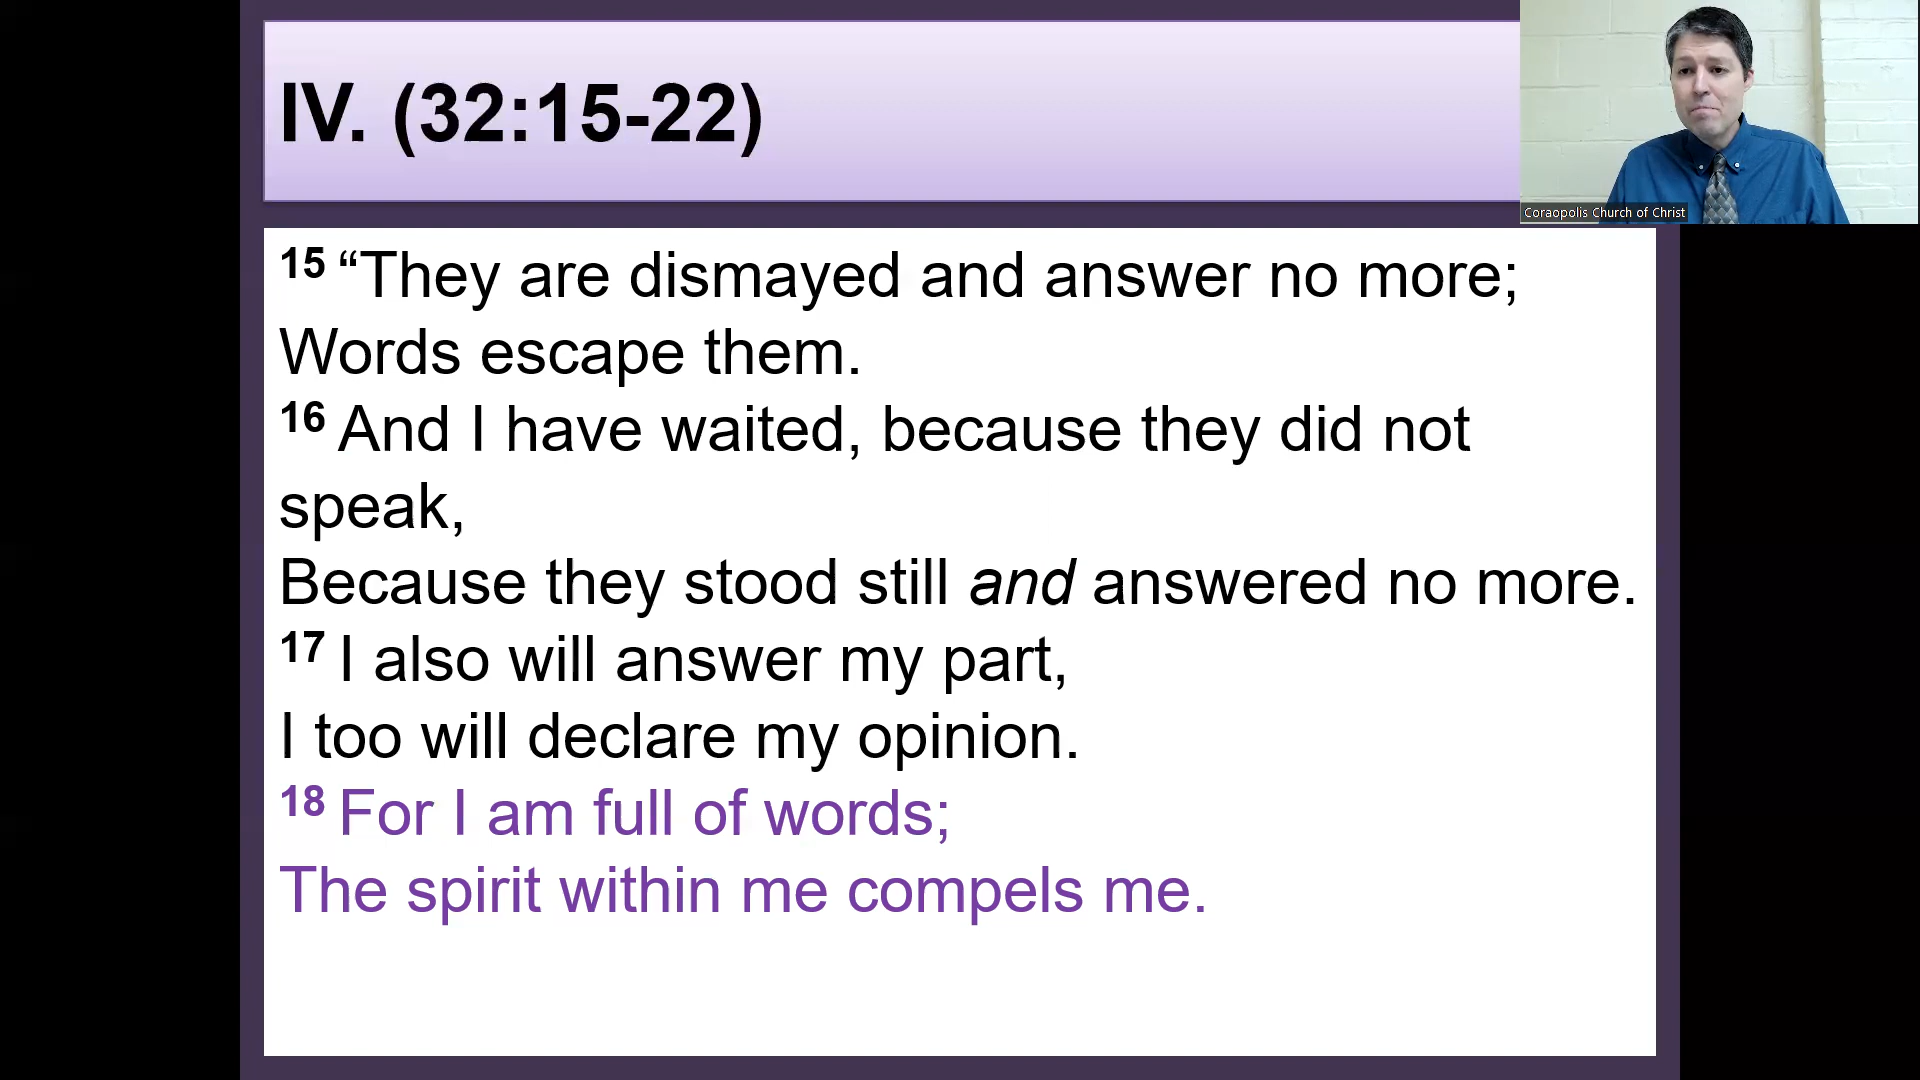 IV. (32:15-22)
Coraopolis Church of Christ
15 “They are dismayed and answer no more;
Words escape them.
16 And I have waited, because they did not
speak,
Because they stood still and answered no more.
17 I also will answer my part,
I too will declare my opinion.
18 For I am full of words;
The spirit within me compels me.